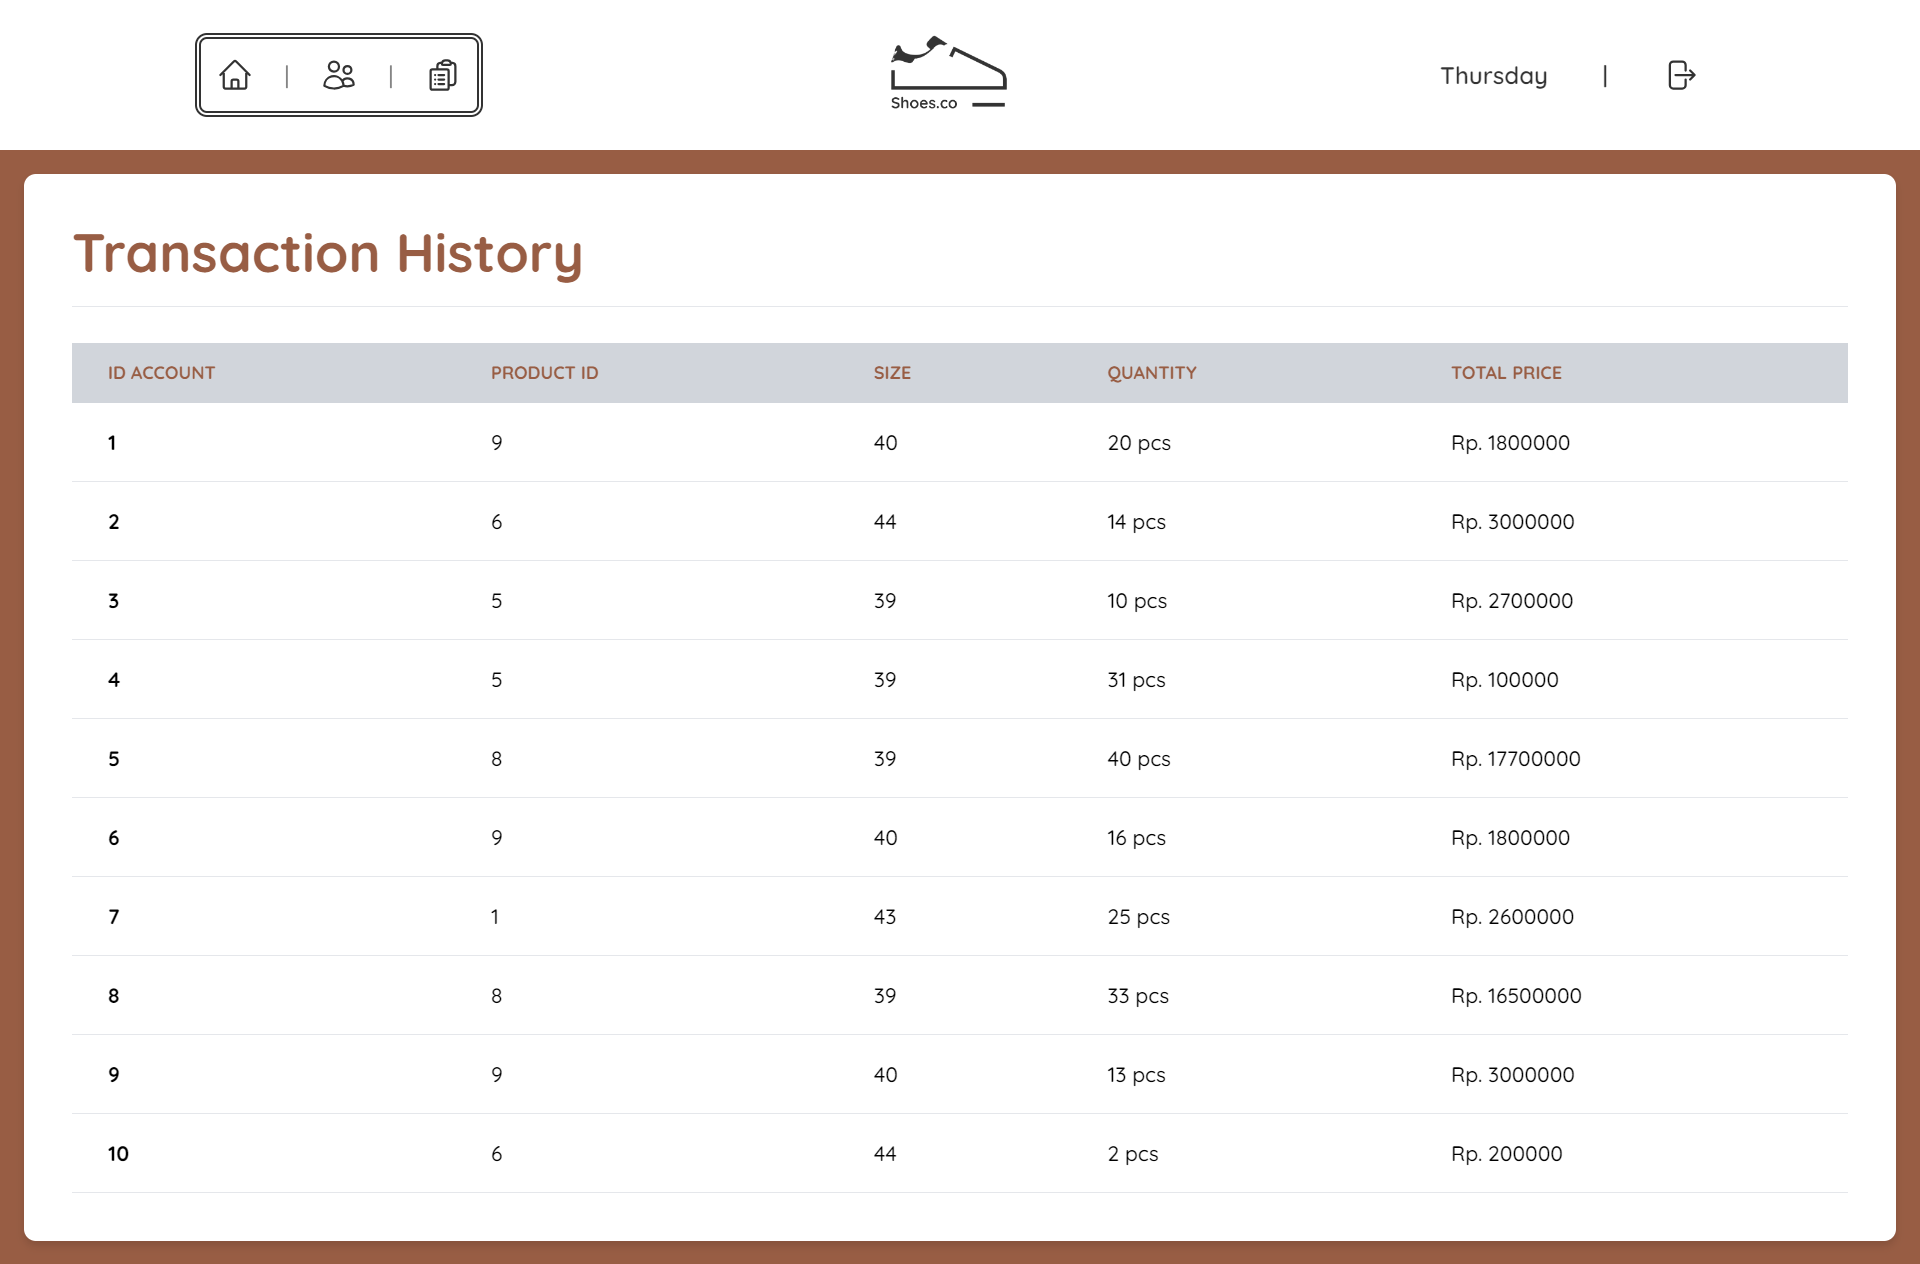 Shoes.co
Thursday |
Transaction History
ID ACCOUNT PRODUCT ID SIZE QUANTITY TOTAL PRICE
1 9 40 20 pcs Rp. 1800000
2 6 44 14 pcs Rp. 3000000
3 5 39 10 pcs Rp. 2700000
4 5 39 31 pcs Rp. 100000
5 8 39 40 pcs Rp. 17700000
6 9 40 16 pcs Rp. 1800000
7 1 43 25 pcs Rp. 2600000
8 8 39 33 pcs Rp. 16500000
9 9 40 13 pcs Rp. 3000000
10 6 44 2 pcs Rp. 200000